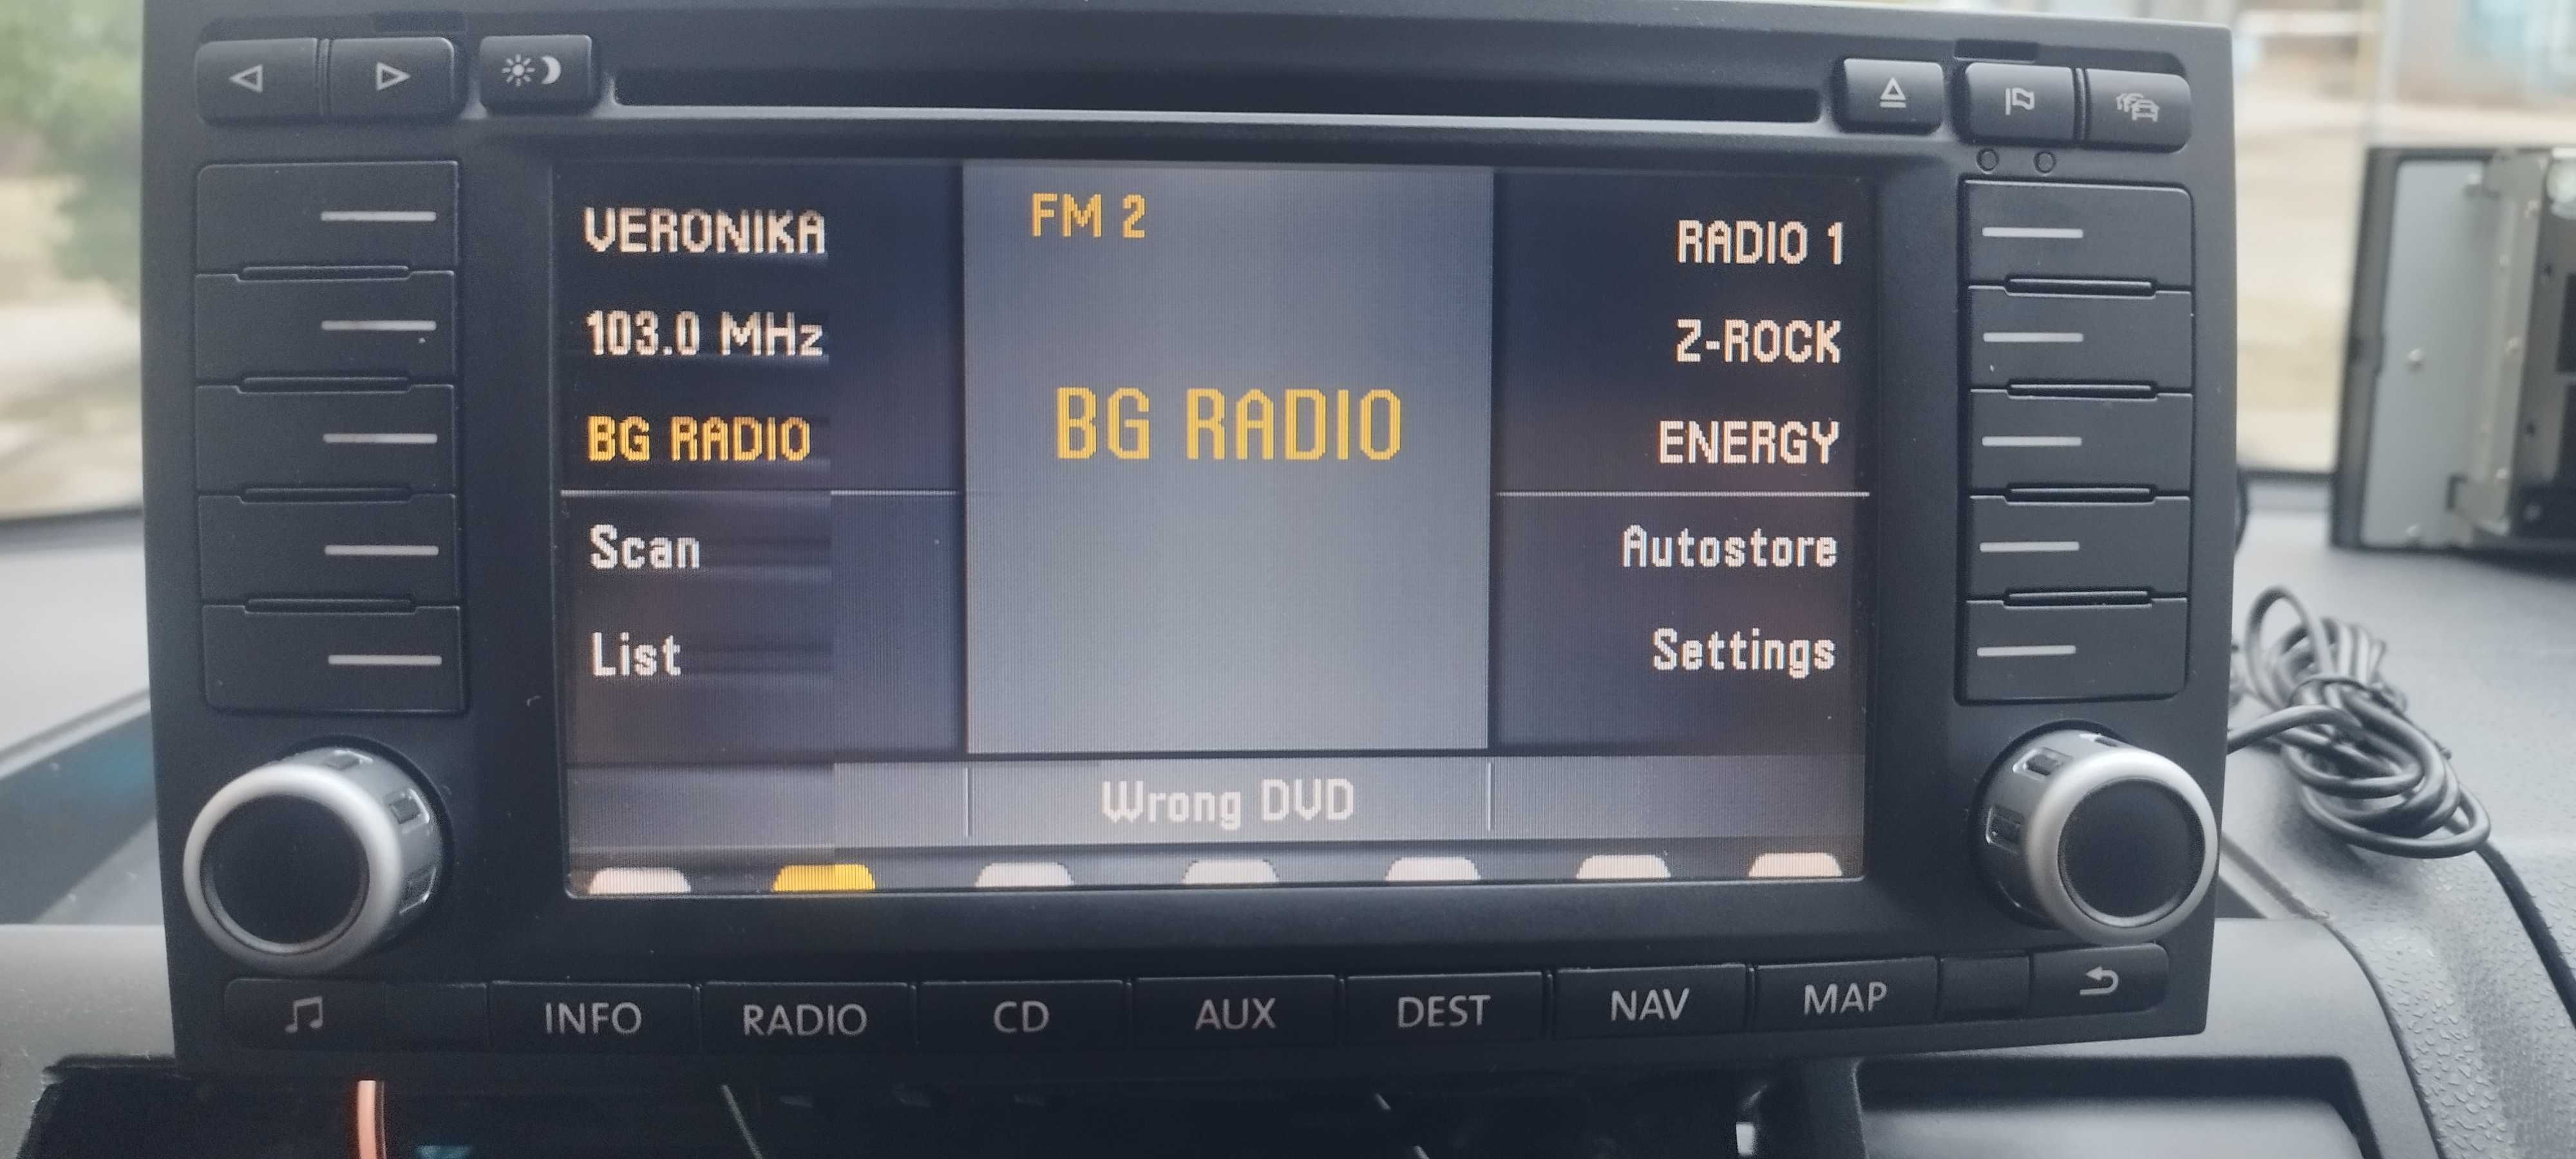 FM 2
VERONIKA
RADIO 1
103.0 MHz
Z-ROCK
BG RADIO
BG RADIO
ENERGY
Scan
Autostore
List
Settings
Wrong DVD
INFO
RADIO
CD
AUX
DEST
NAV
MAP